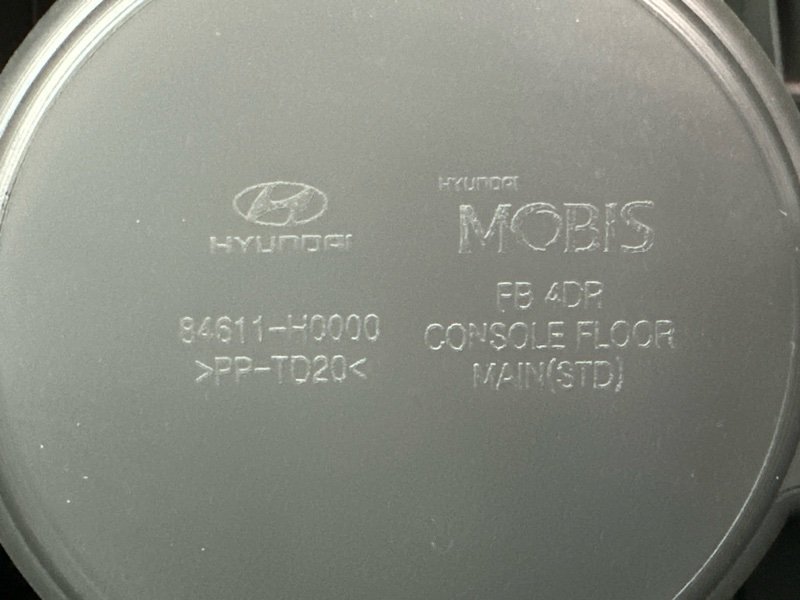 HYUNDAI
84611-H0000
>PP-TD20<
HYUNDAI
MOBIS
FB 4DR
CONSOLE FLOOR
MAIN(STD)